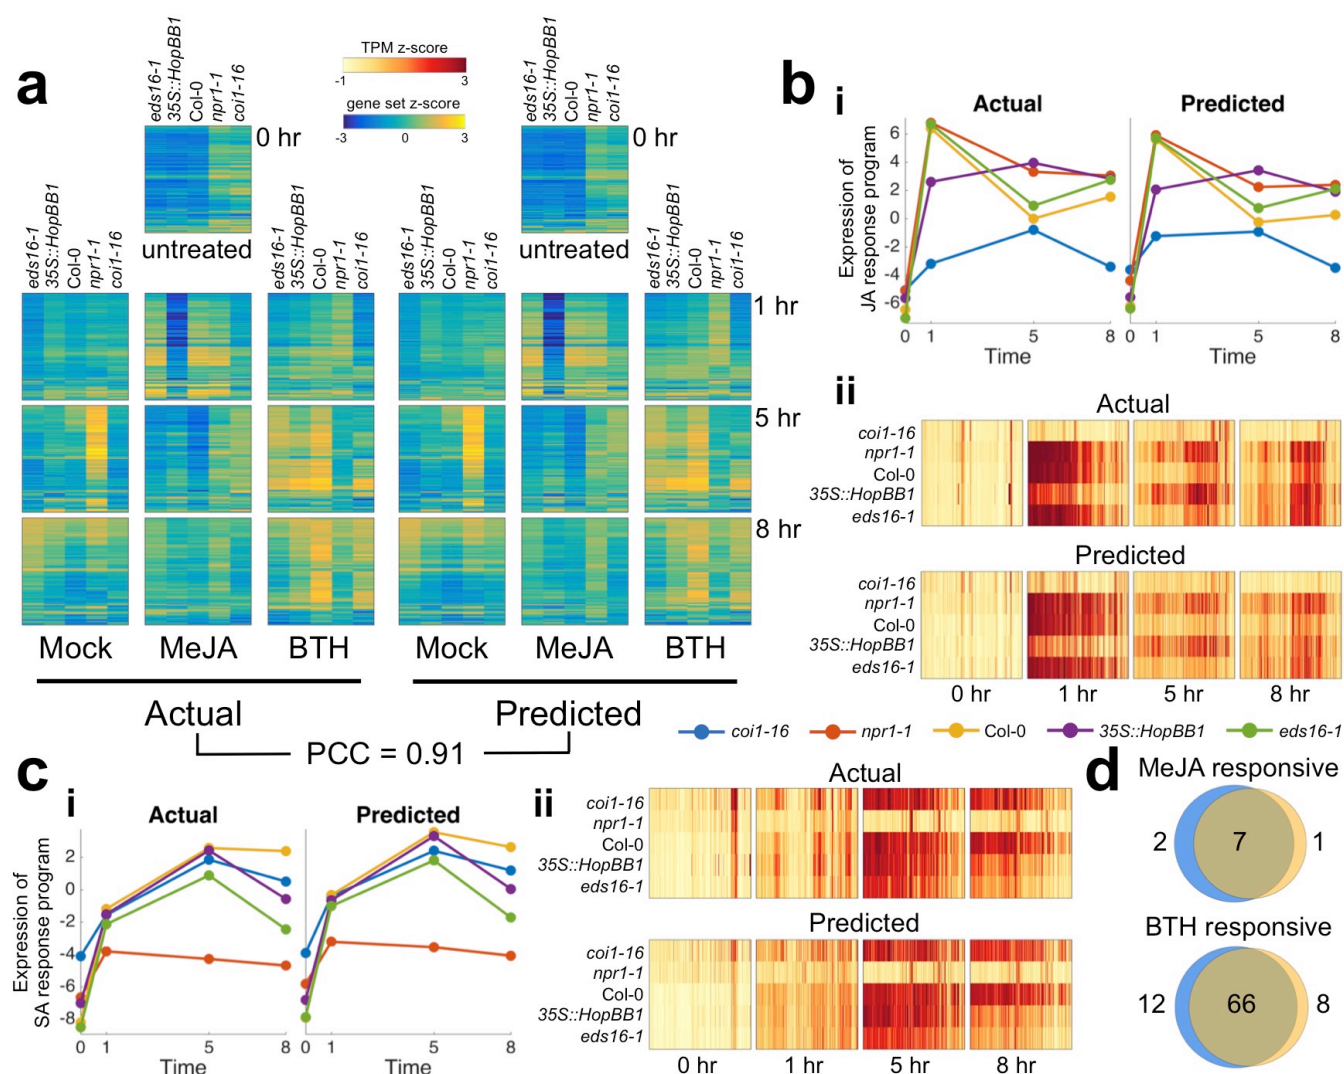 a
eds16-1
35S::HopBB1
Col-0
npr1-1
coi1-16
TPM z-score
-1 3
gene set z-score
-3 0 3
eds16-1
35S::HopBB1
Col-0
npr1-1
coi1-16
0 hr
0 hr
untreated
untreated
eds16-1
35S::HopBB1
Col-0
npr1-1
coi1-16
eds16-1
35S::HopBB1
Col-0
npr1-1
coi1-16
eds16-1
35S::HopBB1
Col-0
npr1-1
coi1-16
eds16-1
35S::HopBB1
Col-0
npr1-1
coi1-16
1 hr
5 hr
8 hr
Mock MeJA BTH Mock MeJA BTH
Actual Predicted
PCC = 0.91
b
i
Actual Predicted
Expression of
JA response program
6
4
2
0
-2
-4
-6
0 1 5 8 0 1 5 8
Time Time
ii
Actual
coi1-16
npr1-1
Col-0
35S::HopBB1
eds16-1
Predicted
coi1-16
npr1-1
Col-0
35S::HopBB1
eds16-1
0 hr 1 hr 5 hr 8 hr
coi1-16 npr1-1 Col-0 35S::HopBB1 eds16-1
c
i
Actual Predicted
Expression of
SA response program
2
0
-2
-4
-6
-8
0 1 5 8 0 1 5 8
Time Time
ii
Actual
coi1-16
npr1-1
Col-0
35S::HopBB1
eds16-1
Predicted
coi1-16
npr1-1
Col-0
35S::HopBB1
eds16-1
0 hr 1 hr 5 hr 8 hr
d
MeJA responsive
2 7 1
BTH responsive
12 66 8